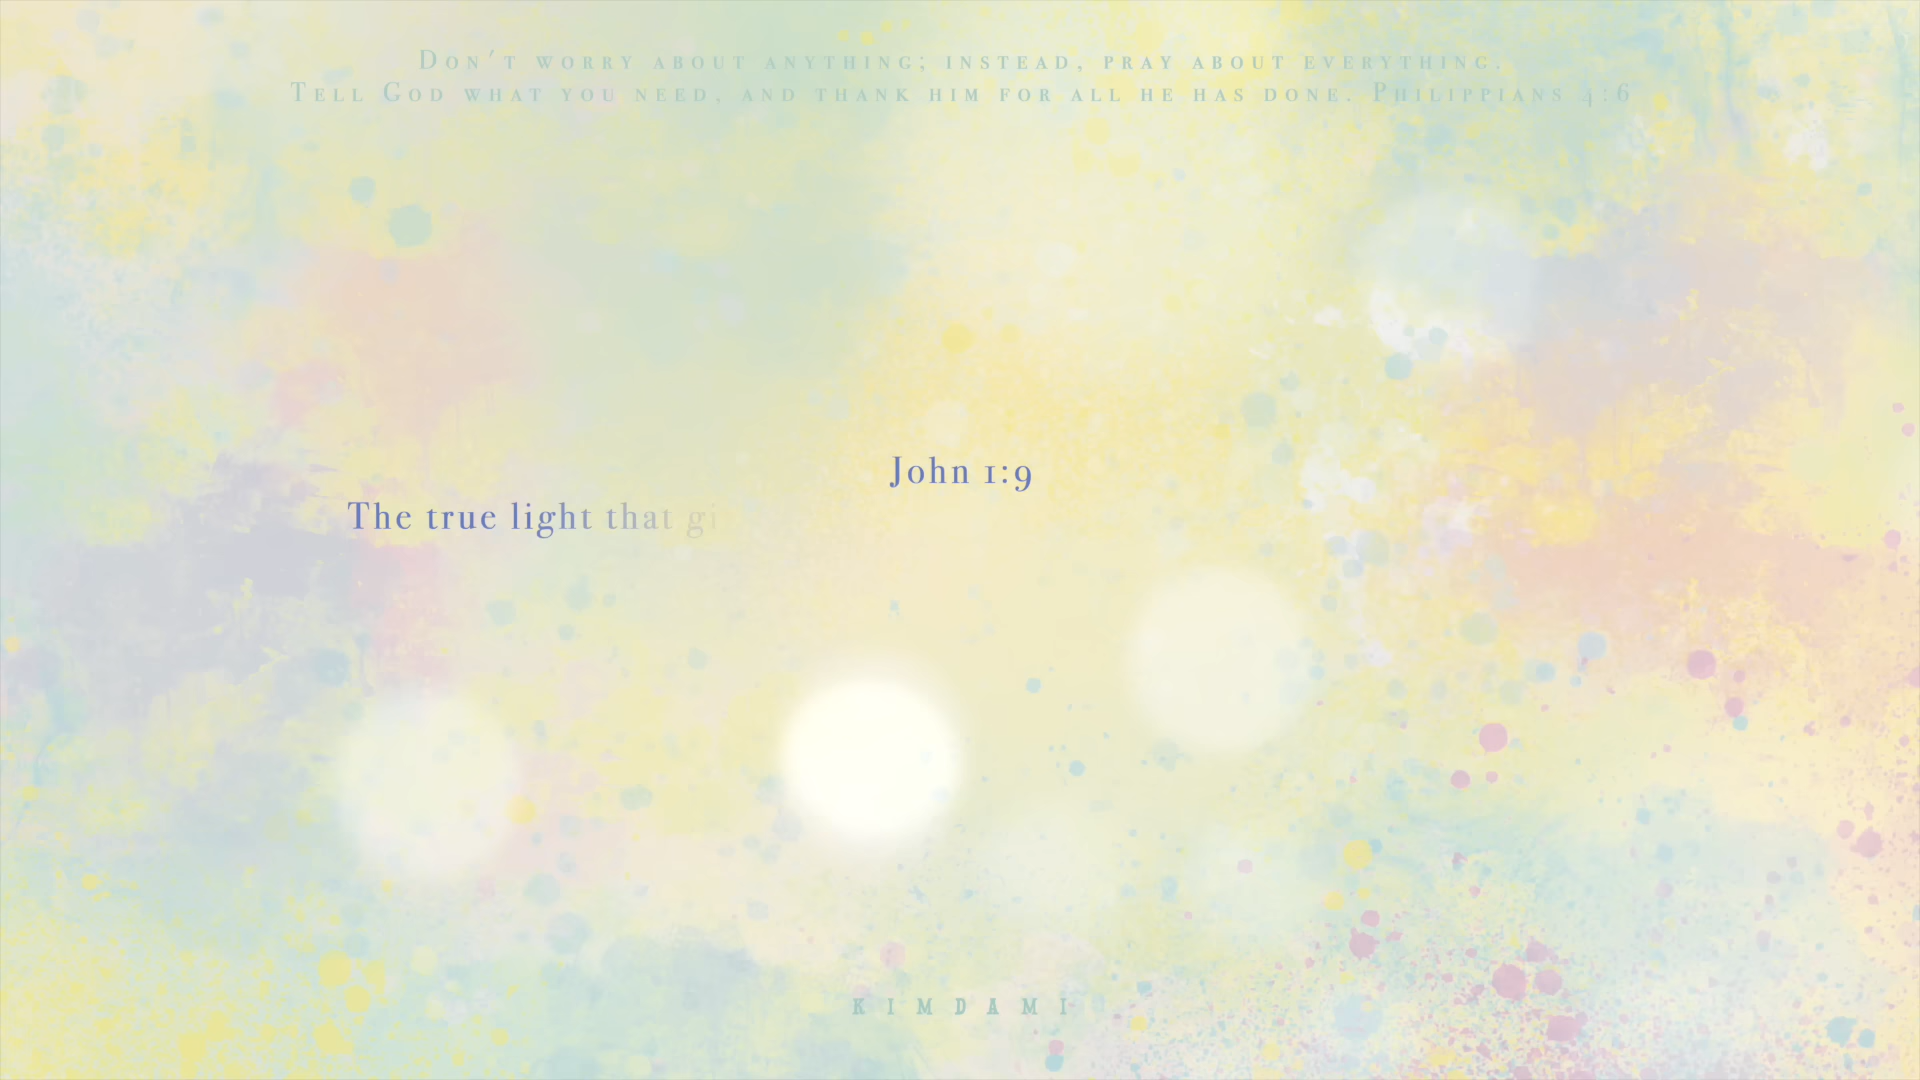 Don't worry about anything; instead, pray about everything.
Tell God what you need, and thank him for all he has done. Philippians 4:6
John 1:9
The true light that gi
KIMDAMI